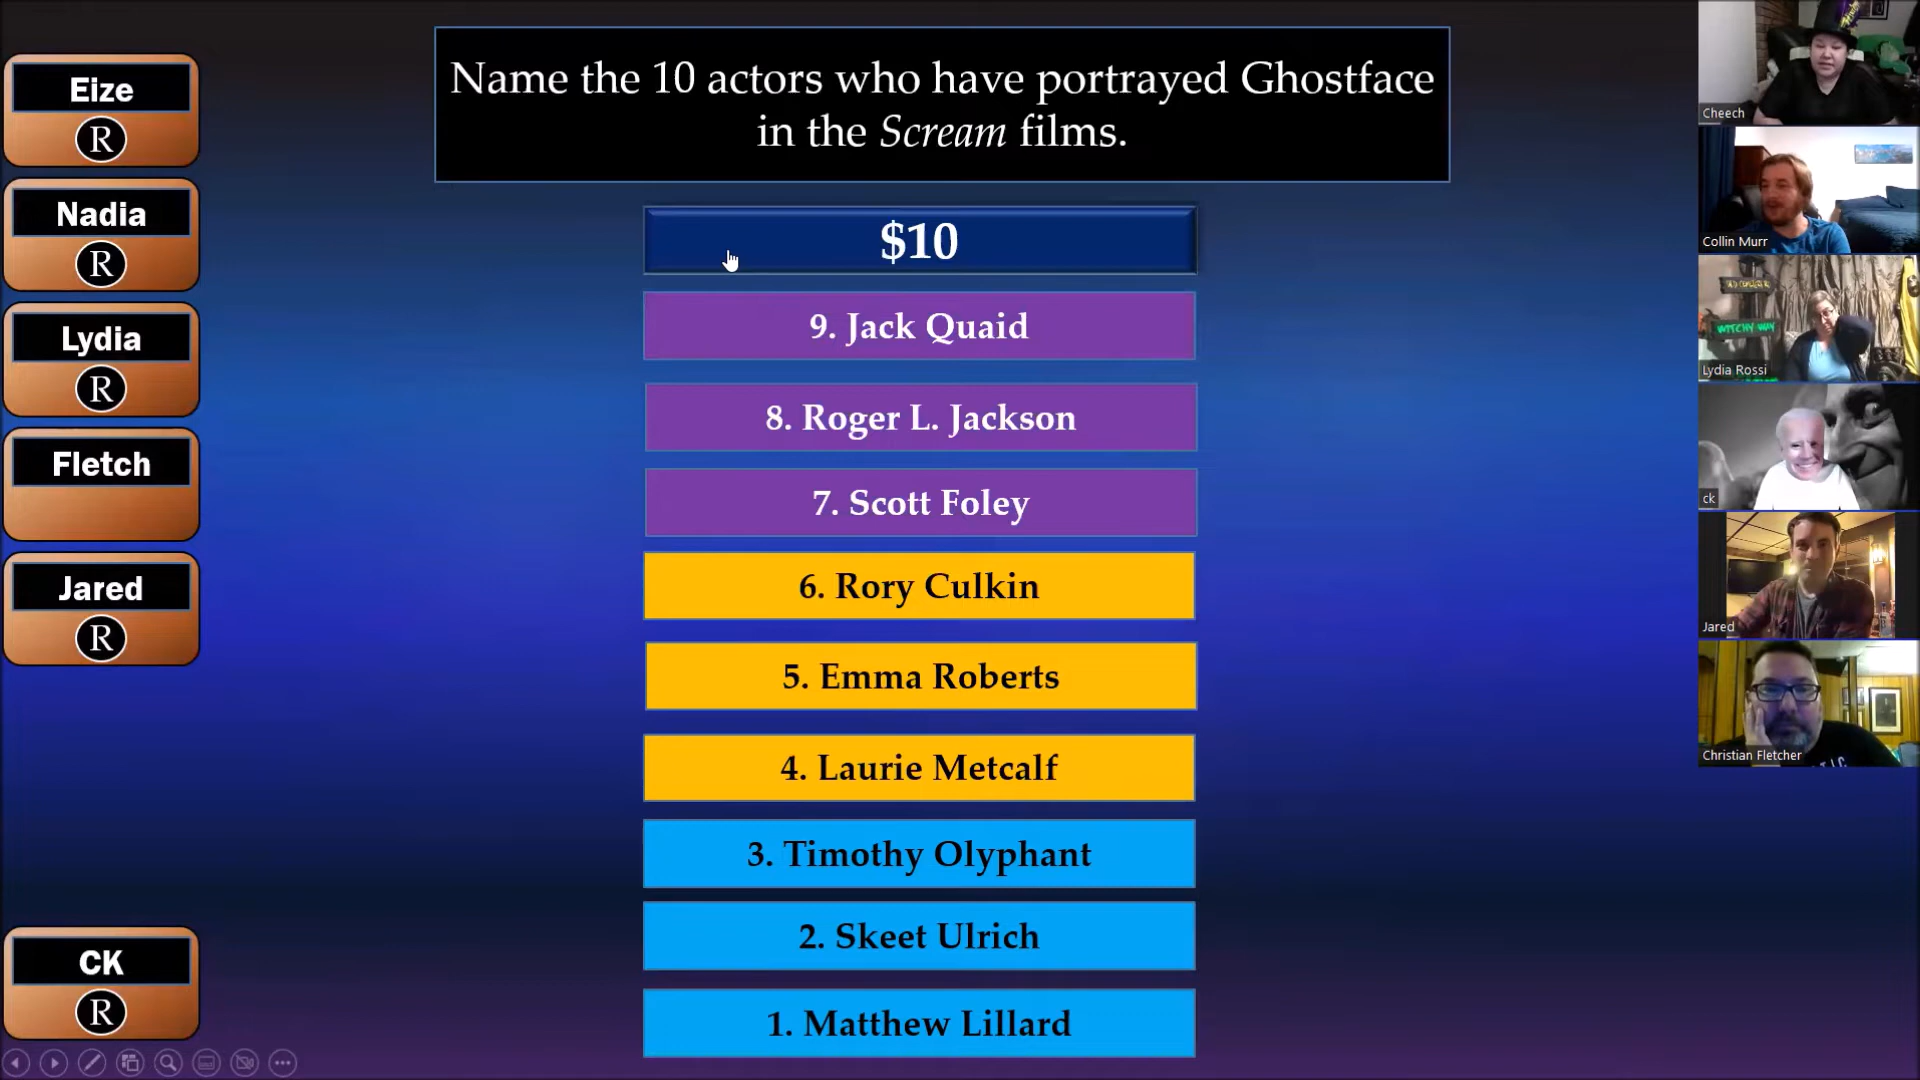 Name the 10 actors who have portrayed Ghostface
in the Scream films.
$10
9. Jack Quaid
8. Roger L. Jackson
7. Scott Foley
6. Rory Culkin
5. Emma Roberts
4. Laurie Metcalf
3. Timothy Olyphant
2. Skeet Ulrich
1. Matthew Lillard
Eize
R
Nadia
R
Lydia
R
Fletch
Jared
R
CK
R
Cheech
Collin Murr
WITCHY WAY
Lydia Rossi
ck
Jared
Christian Fletcher